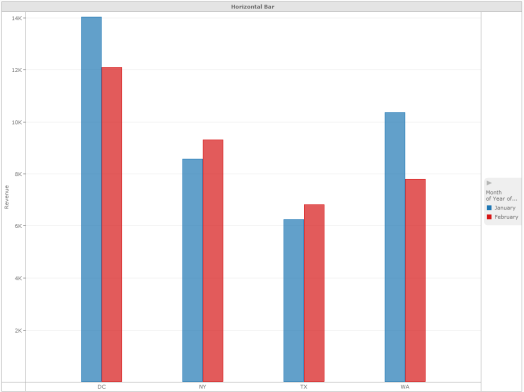 Horizontal Bar
14K
12K
10K
8K
6K
4K
2K
Revenue
DC NY TX WA
Month
of Year of...
January
February